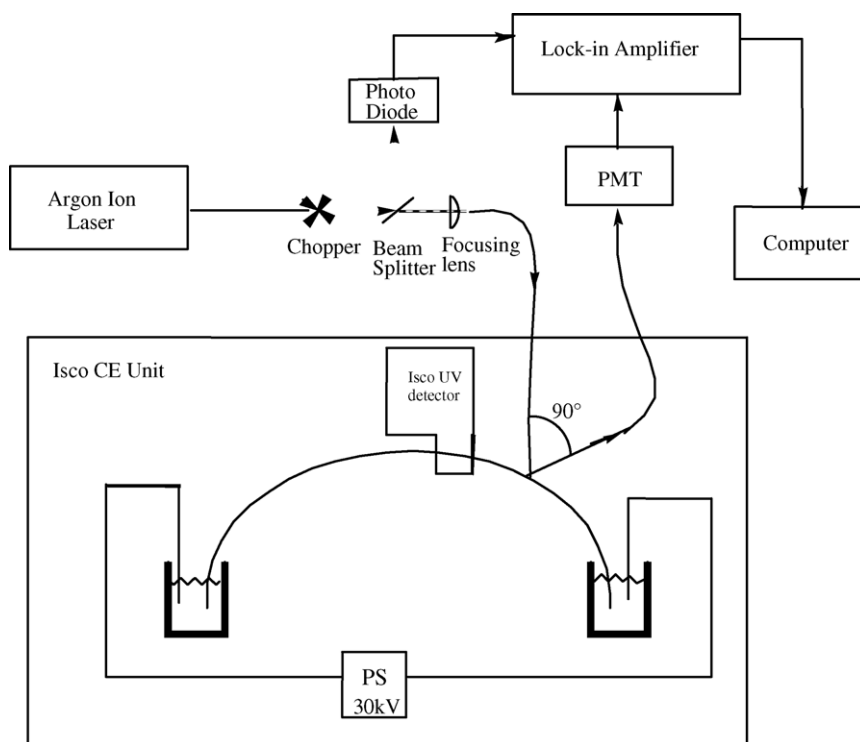 Lock-in Amplifier
Photo
Diode
PMT
Argon Ion
Laser
Chopper
Beam
Splitter
Focusing
lens
Computer
Isco CE Unit
Isco UV
detector
90°
PS
30kV